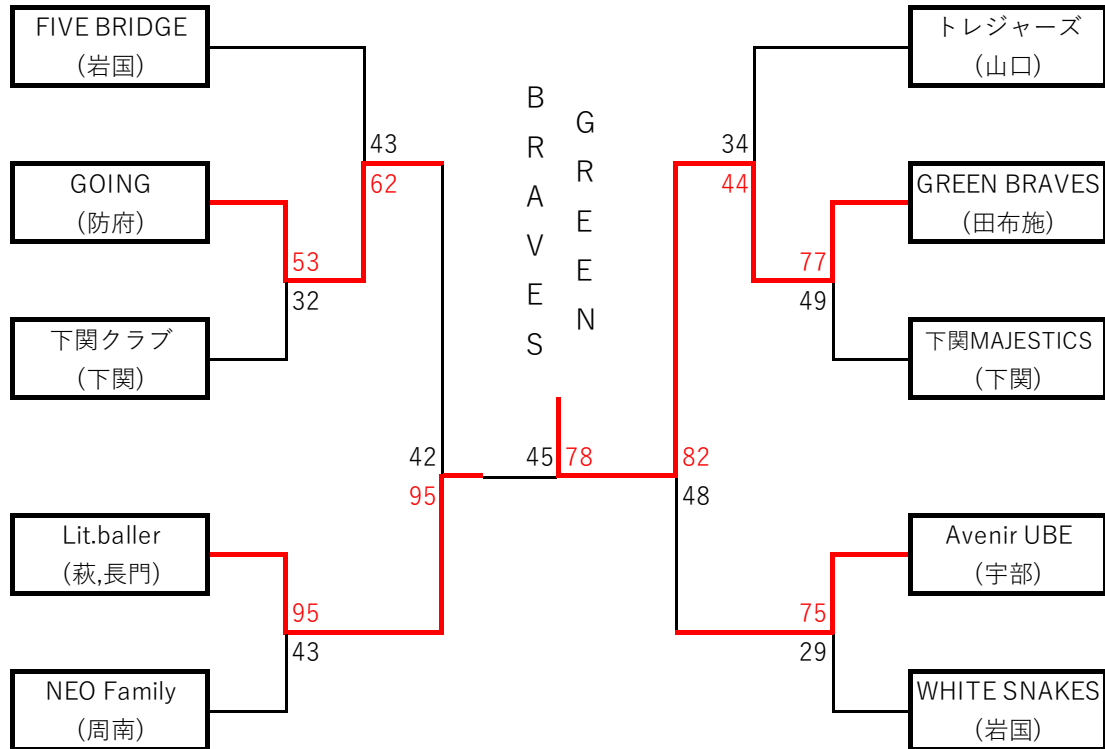 FIVE BRIDGE
(岩国)
GOING
(防府)
下関クラブ
(下関)
Lit.baller
(萩,長門)
NEO Family
(周南)
43
62
53
32
42
95
95
43
BRAVES
GREEN
45
78
34
44
77
49
82
48
75
29
トレジャーズ
(山口)
GREEN BRAVES
(田布施)
下関MAJESTICS
(下関)
Avenir UBE
(宇部)
WHITE SNAKES
(岩国)